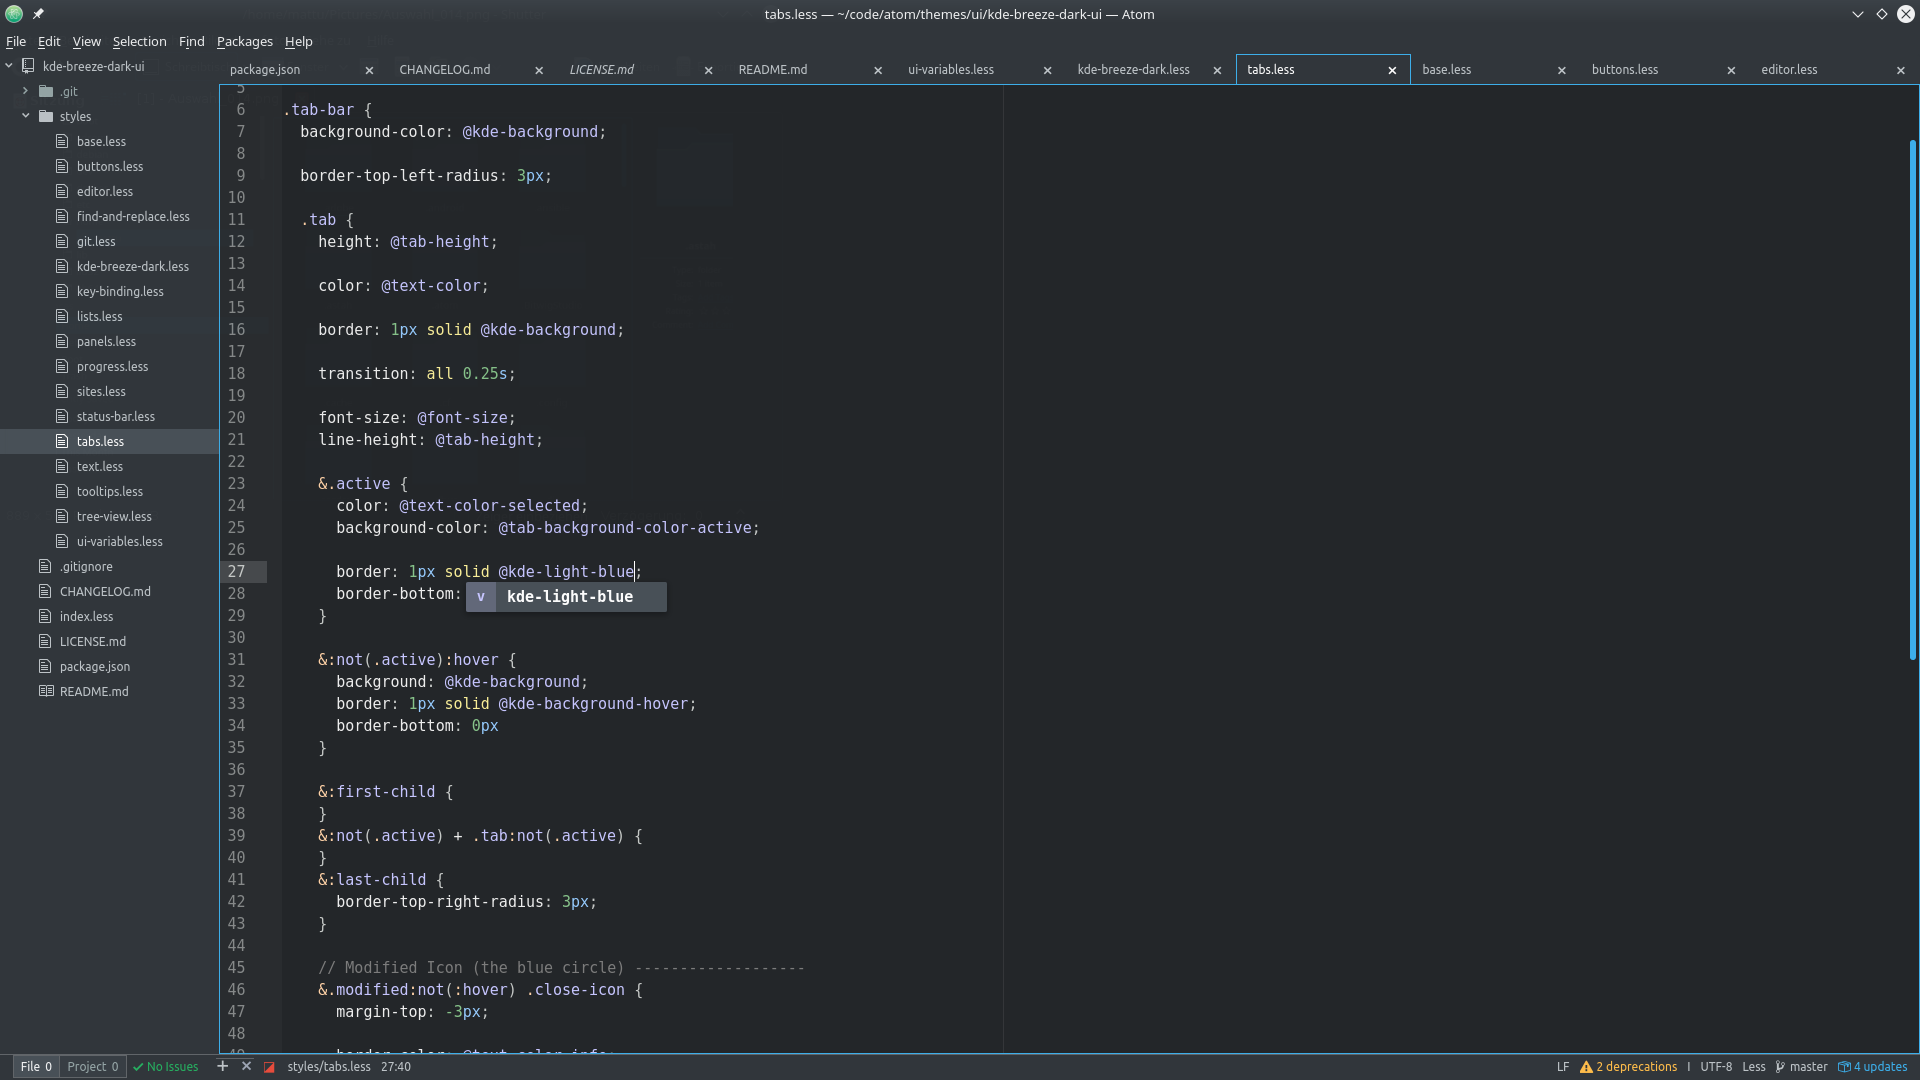 tabs.less — ~/code/atom/themes/ui/kde-breeze-dark-ui — Atom
File Edit View Selection Find Packages Help
kde-breeze-dark-ui
.git
styles
base.less
buttons.less
editor.less
find-and-replace.less
git.less
kde-breeze-dark.less
key-binding.less
lists.less
panels.less
progress.less
sites.less
status-bar.less
tabs.less
text.less
tooltips.less
tree-view.less
ui-variables.less
.gitignore
CHANGELOG.md
index.less
LICENSE.md
package.json
README.md
package.json CHANGELOG.md LICENSE.md README.md ui-variables.less kde-breeze-dark.less tabs.less base.less buttons.less editor.less
5
6 .tab-bar {
7 background-color: @kde-background;
8
9 border-top-left-radius: 3px;
10
11 .tab {
12 height: @tab-height;
13
14 color: @text-color;
15
16 border: 1px solid @kde-background;
17
18 transition: all 0.25s;
19
20 font-size: @font-size;
21 line-height: @tab-height;
22
23 &.active {
24 color: @text-color-selected;
25 background-color: @tab-background-color-active;
26
27 border: 1px solid @kde-light-blue;
28 border-bottom:
v kde-light-blue
29 }
30
31 &:not(.active):hover {
32 background: @kde-background;
33 border: 1px solid @kde-background-hover;
34 border-bottom: 0px
35 }
36
37 &:first-child {
38 }
39 &:not(.active) + .tab:not(.active) {
40 }
41 &:last-child {
42 border-top-right-radius: 3px;
43 }
44
45 // Modified Icon (the blue circle) -------------------
46 &.modified:not(:hover) .close-icon {
47 margin-top: -3px;
48
49 border-color: @text-color-info;
File 0 Project 0 No Issues styles/tabs.less 27:40 LF 2 deprecations UTF-8 Less master 4 updates